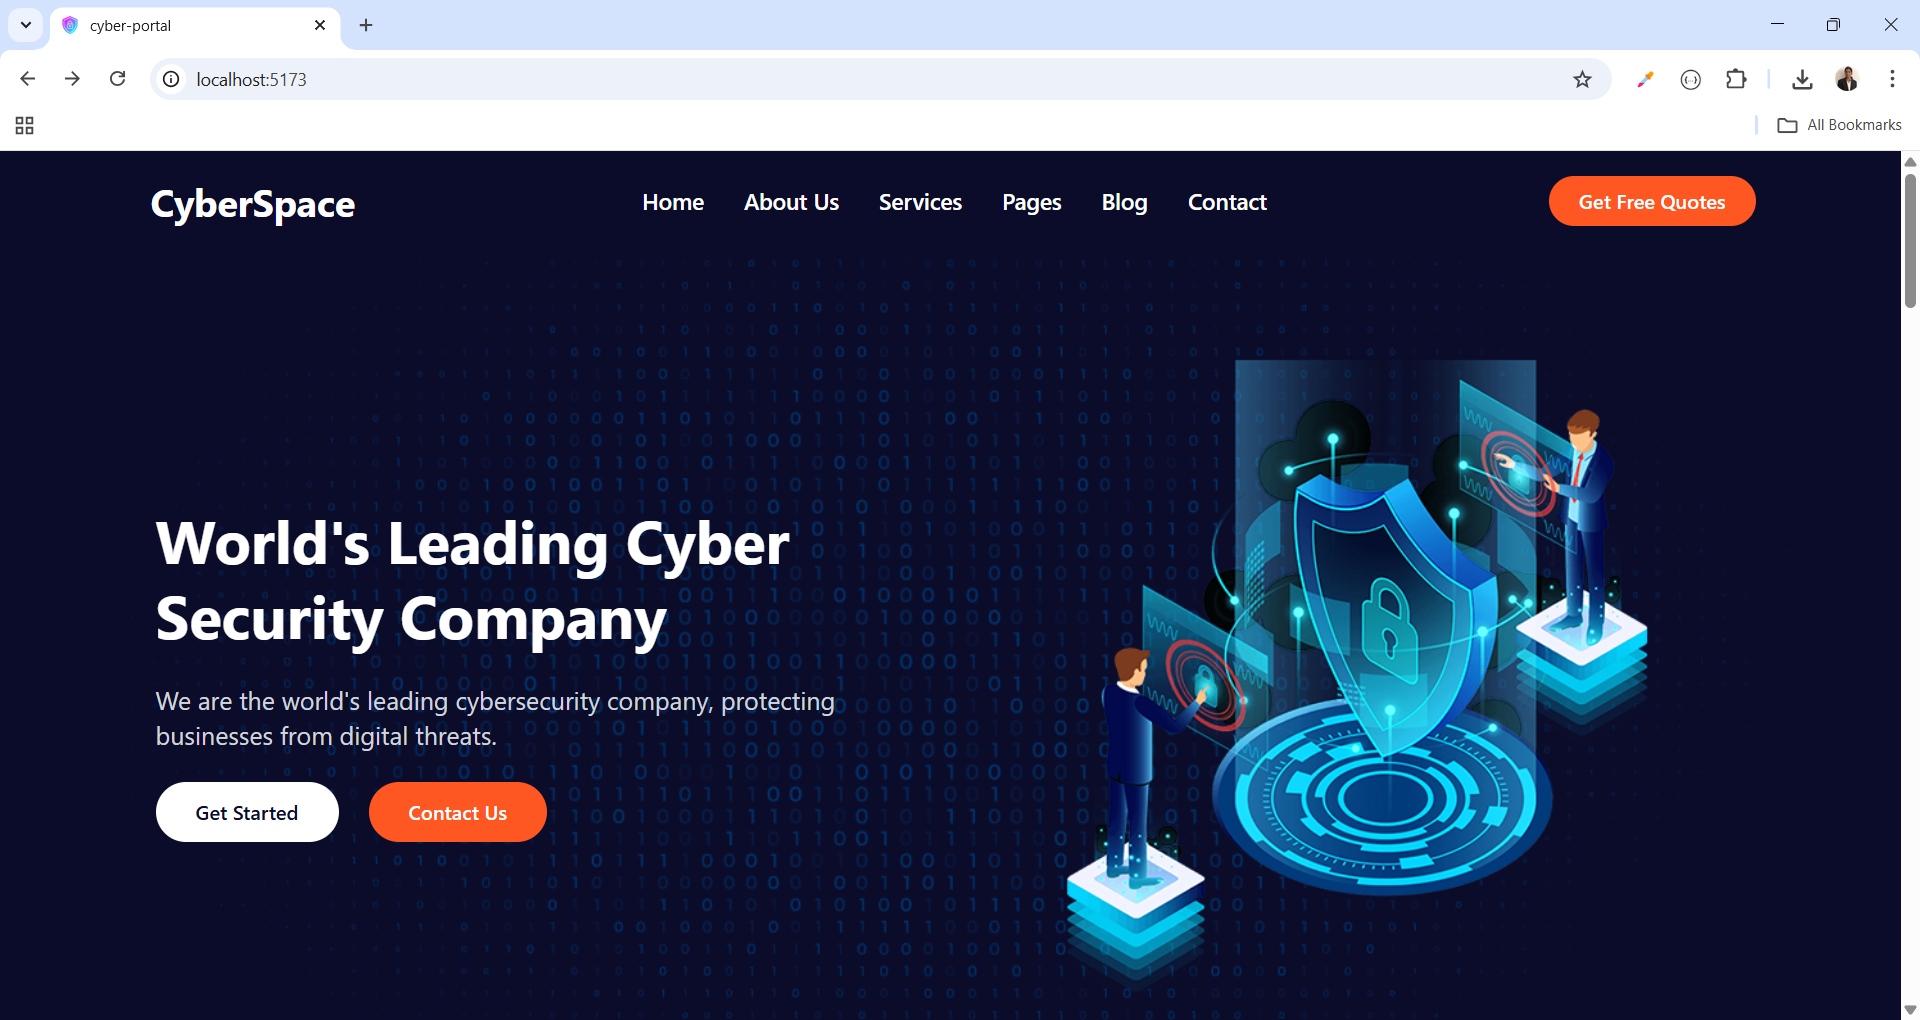 cyber-portal
localhost:5173
All Bookmarks
CyberSpace
Home About Us Services Pages Blog Contact
Get Free Quotes
World's Leading Cyber
Security Company
We are the world's leading cybersecurity company, protecting
businesses from digital threats.
Get Started
Contact Us